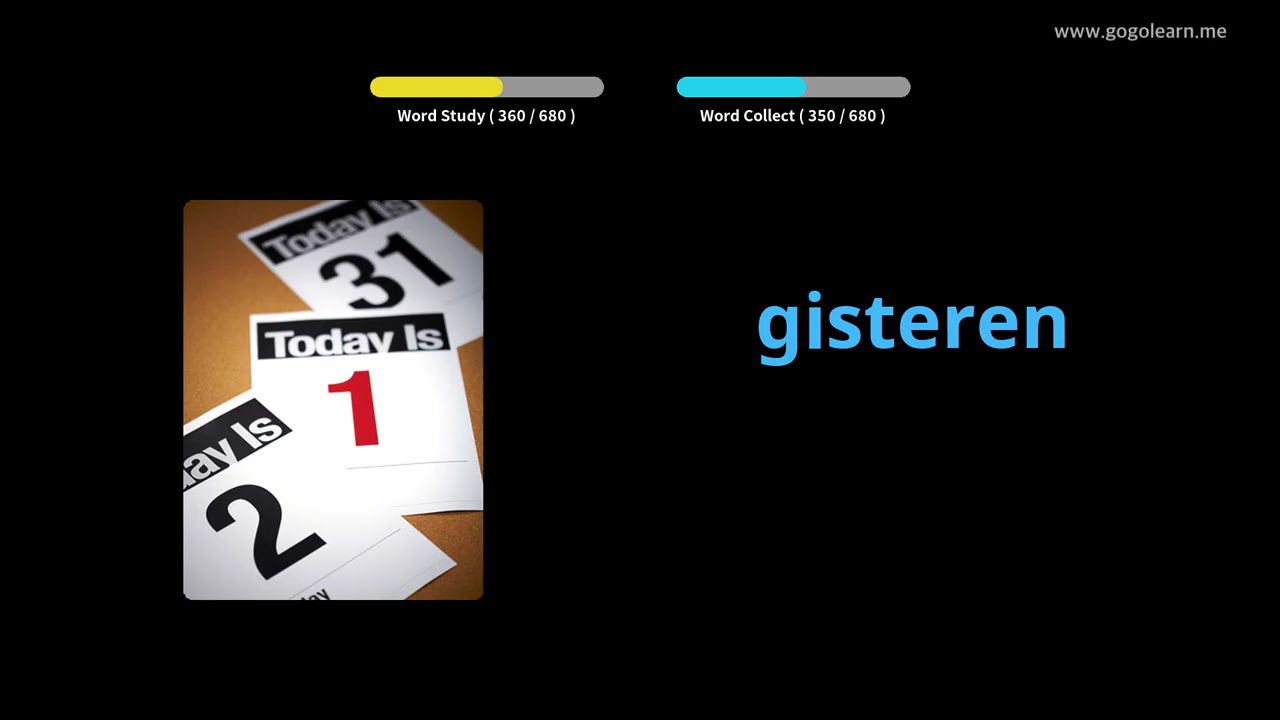 www.gogolearn.me
Word Study ( 360 / 680 )
Word Collect ( 350 / 680 )
Today Is
31
Today Is
1
gisteren
ay Is
2
ay